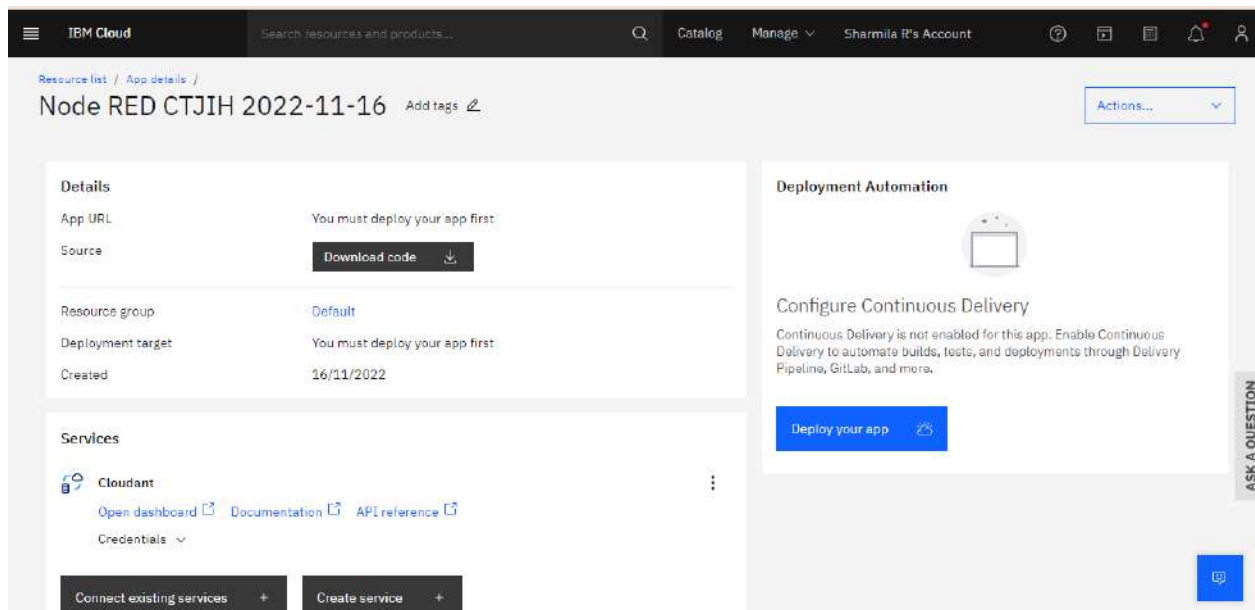 IBM Cloud
Search resources and products...
Catalog
Manage
Sharmila R's Account
Resource list / App details /
Node RED CTJIH 2022-11-16
Add tags
Actions...
Details
App URL
You must deploy your app first
Source
Download code
Resource group
Default
Deployment target
You must deploy your app first
Created
16/11/2022
Services
Cloudant
Open dashboard
Documentation
API reference
Credentials
Connect existing services +
Create service +
Deployment Automation
Configure Continuous Delivery
Continuous Delivery is not enabled for this app. Enable Continuous
Delivery to automate builds, tests, and deployments through Delivery
Pipeline, GitLab, and more.
Deploy your app
ASK A QUESTION